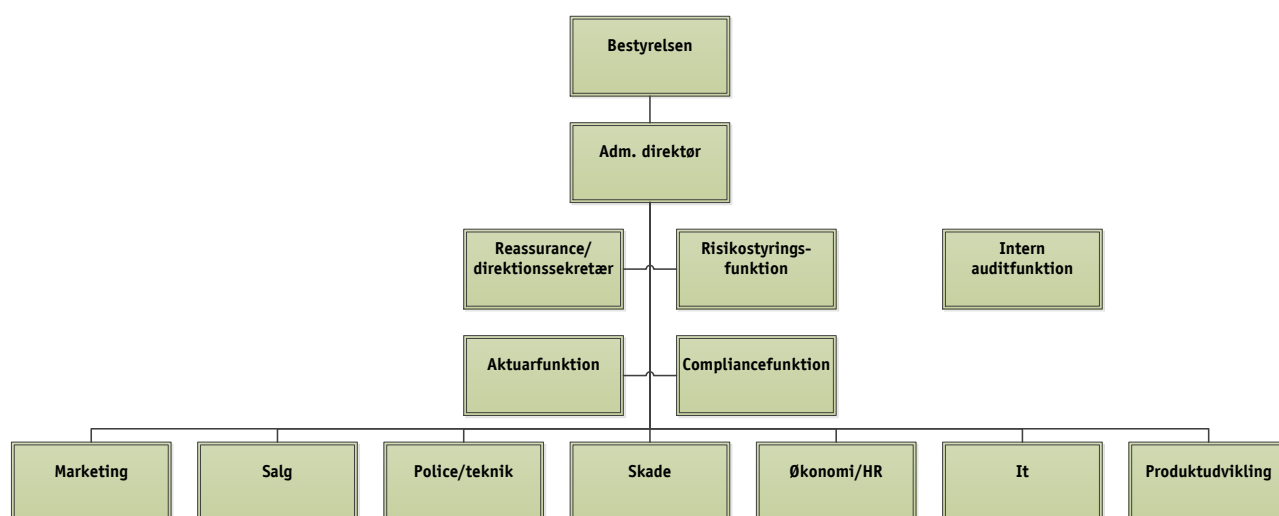 Bestyrelsen
Adm. direktør
Reassurance/
direktionssekretær
Risikostyrings-
funktion
Intern
auditfunktion
Aktuarfunktion
Compliancefunktion
Marketing
Salg
Police/teknik
Skade
Økonomi/HR
It
Produktudvikling